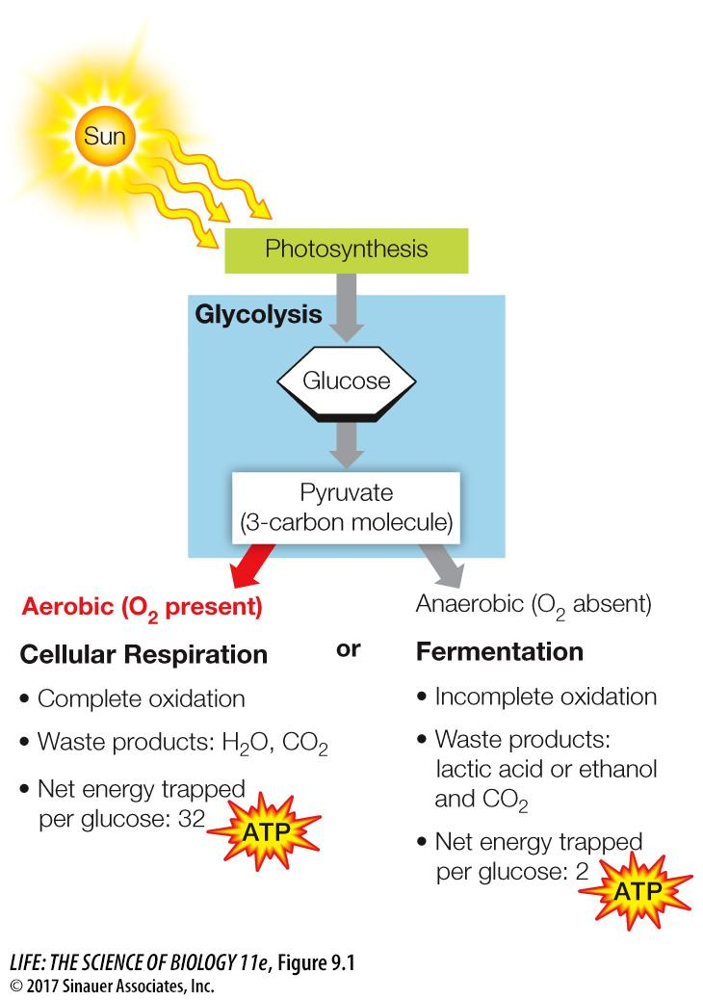 Sun
Photosynthesis
Glycolysis
Glucose
Pyruvate
(3-carbon molecule)
Aerobic (O₂ present)
Cellular Respiration
• Complete oxidation
• Waste products: H₂O, CO₂
• Net energy trapped
per glucose: 32
ATP
or
Anaerobic (O₂ absent)
Fermentation
• Incomplete oxidation
• Waste products:
lactic acid or ethanol
and CO₂
• Net energy trapped
per glucose: 2
ATP
LIFE: THE SCIENCE OF BIOLOGY 11e, Figure 9.1
© 2017 Sinauer Associates, Inc.